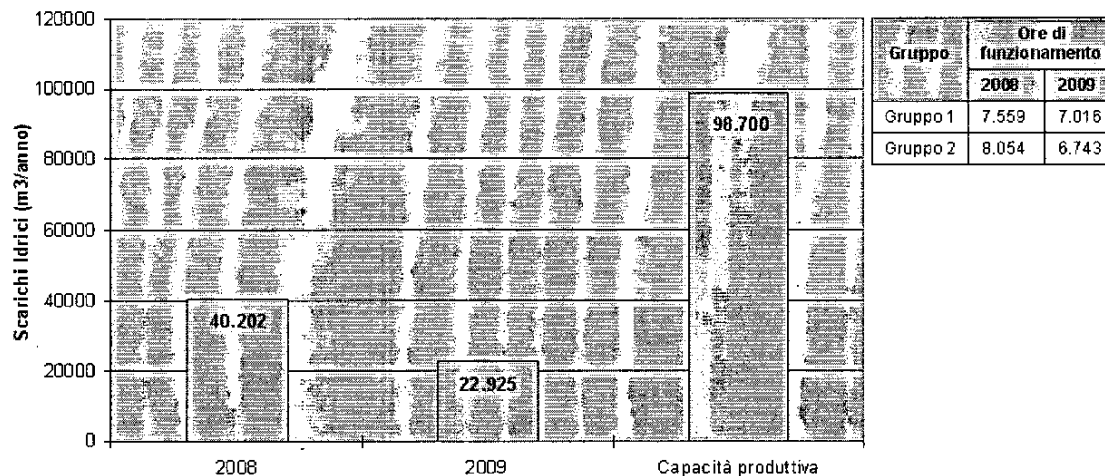 Scarichi Idrici (m3/anno)
120000
100000
80000
60000
40000
20000
0
40.202
22.925
98.700
2008
2009
Capacità produttiva
Gruppo
Ore di
funzionamento
2008
2009
Gruppo 1 7.559 7.016
Gruppo 2 8.054 6.743